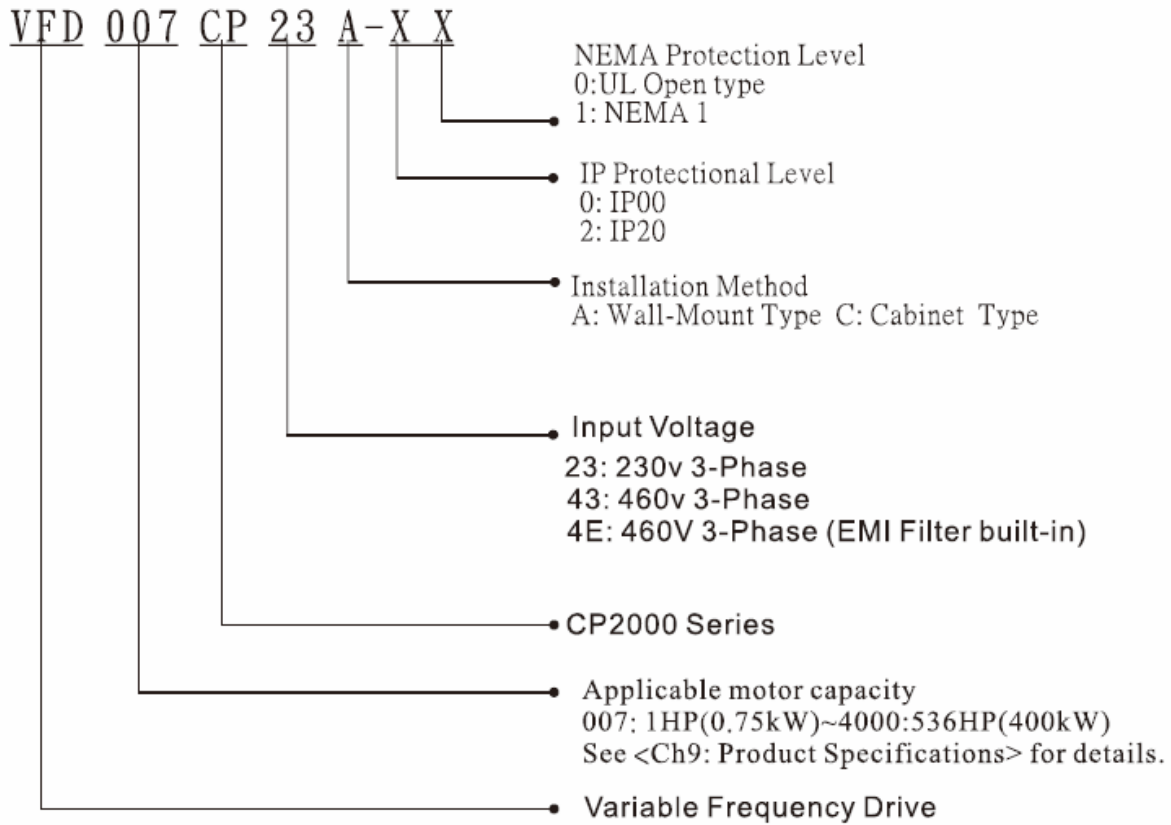 VFD 007 CP 23 A-X X
NEMA Protection Level
0:UL Open type
1: NEMA 1
IP Protectional Level
0: IP00
2: IP20
Installation Method
A: Wall-Mount Type C: Cabinet Type
Input Voltage
23: 230v 3-Phase
43: 460v 3-Phase
4E: 460V 3-Phase (EMI Filter built-in)
CP2000 Series
Applicable motor capacity
007: 1HP(0.75kW)~4000:536HP(400kW)
See <Ch9: Product Specifications> for details.
Variable Frequency Drive